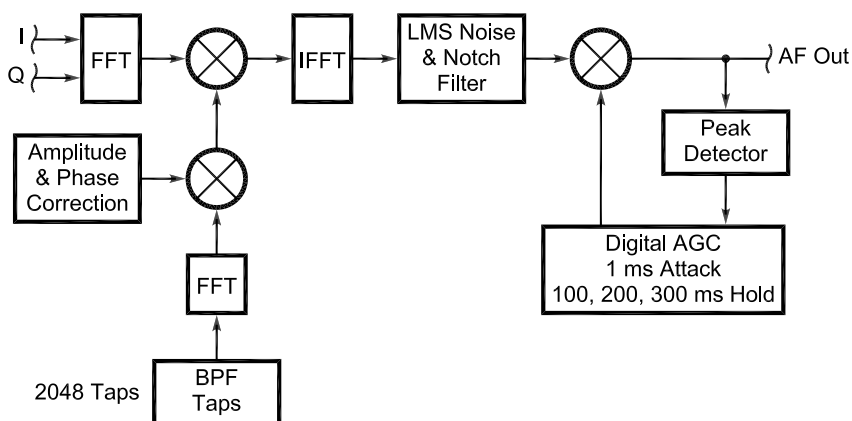 I
Q
FFT
IFFT
LMS Noise
& Notch
Filter
AF Out
Peak
Detector
Amplitude
& Phase
Correction
Digital AGC
1 ms Attack
100, 200, 300 ms Hold
FFT
2048 Taps
BPF
Taps